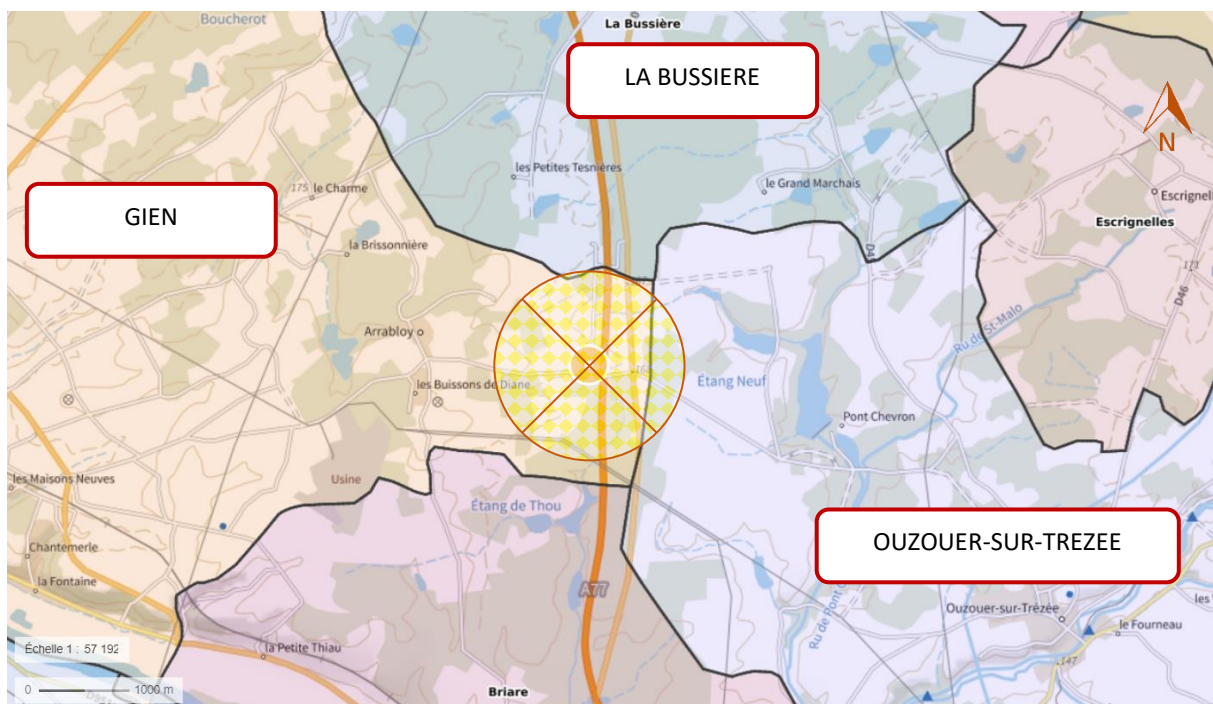 Boucherot
La Bussière
LA BUSSIERE
N
les Petites Tesnières
175 le Charme
le Grand Marchais
Escrignelles
GIEN
la Brissonnière
D46
Arrabloy
Ru de St-Malo
les Buissons de Diane
Étang Neuf
Pont Chevron
les Maisons Neuves
Usine
Étang de Thou
OUZOUER-SUR-TREZEE
Chantemerle
la Fontaine
A77
Ouzouer-sur-Trézée
les
le Fourneau
Échelle 1 : 57 192
la Petite Thiau
147
0 1000 m
Briare